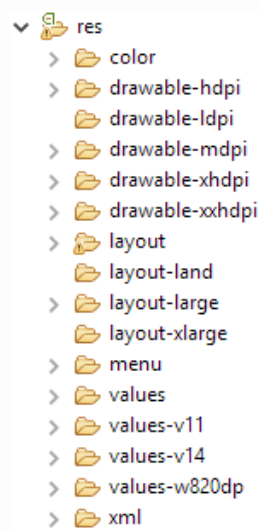 res
color
drawable-hdpi
drawable-ldpi
drawable-mdpi
drawable-xhdpi
drawable-xxhdpi
layout
layout-land
layout-large
layout-xlarge
menu
values
values-v11
values-v14
values-w820dp
xml